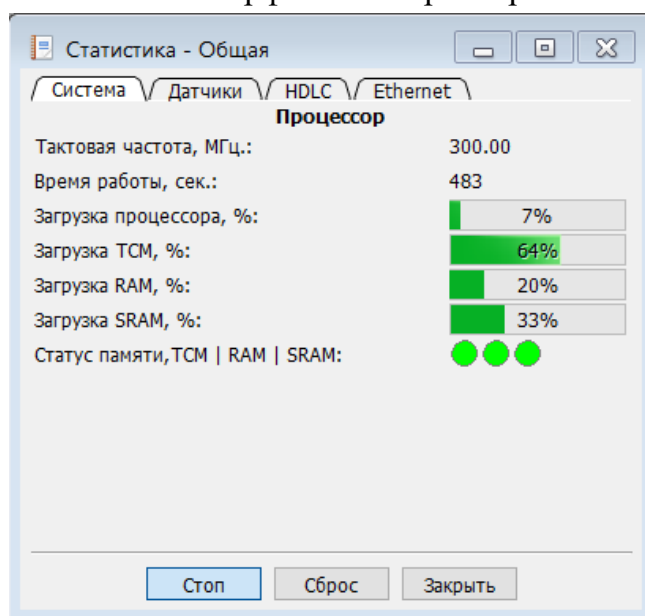 Статистика - Общая
Система Датчики HDLC Ethernet
Процессор
Тактовая частота, МГц.: 300.00
Время работы, сек.: 483
Загрузка процессора, %: 7%
Загрузка TCM, %: 64%
Загрузка RAM, %: 20%
Загрузка SRAM, %: 33%
Статус памяти,TCM | RAM | SRAM:
Стоп Сброс Закрыть